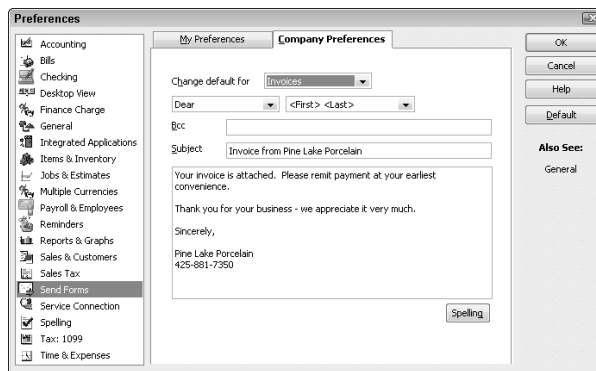 Preferences
Accounting
Bills
Checking
Desktop View
Finance Charge
General
Integrated Applications
Items & Inventory
Jobs & Estimates
Multiple Currencies
Payroll & Employees
Reminders
Reports & Graphs
Sales & Customers
Sales Tax
Send Forms
Service Connection
Spelling
Tax: 1099
Time & Expenses
My Preferences
Company Preferences
Change default for Invoices
Dear <First> <Last>
Bcc
Subject Invoice from Pine Lake Porcelain
Your invoice is attached. Please remit payment at your earliest
convenience.
Thank you for your business - we appreciate it very much.
Sincerely,
Pine Lake Porcelain
425-881-7350
Spelling
OK
Cancel
Help
Default
Also See:
General